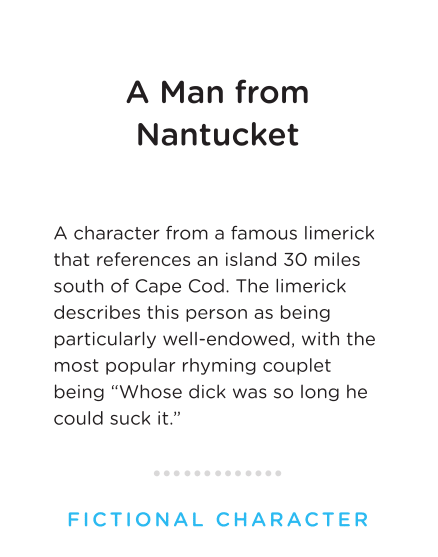 A Man from
Nantucket
A character from a famous limerick
that references an island 30 miles
south of Cape Cod. The limerick
describes this person as being
particularly well-endowed, with the
most popular rhyming couplet
being “Whose dick was so long he
could suck it.”
FICTIONAL CHARACTER